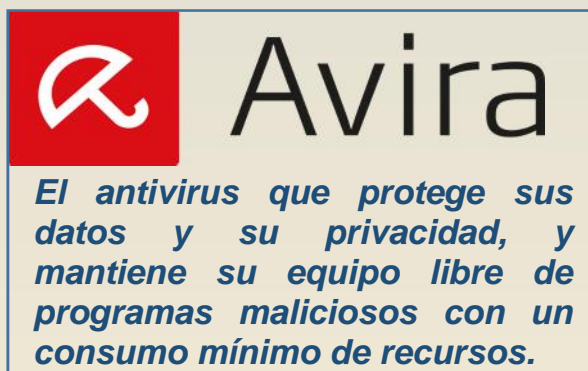 Avira
El antivirus que protege sus
datos y su privacidad, y
mantiene su equipo libre de
programas maliciosos con un
consumo mínimo de recursos.